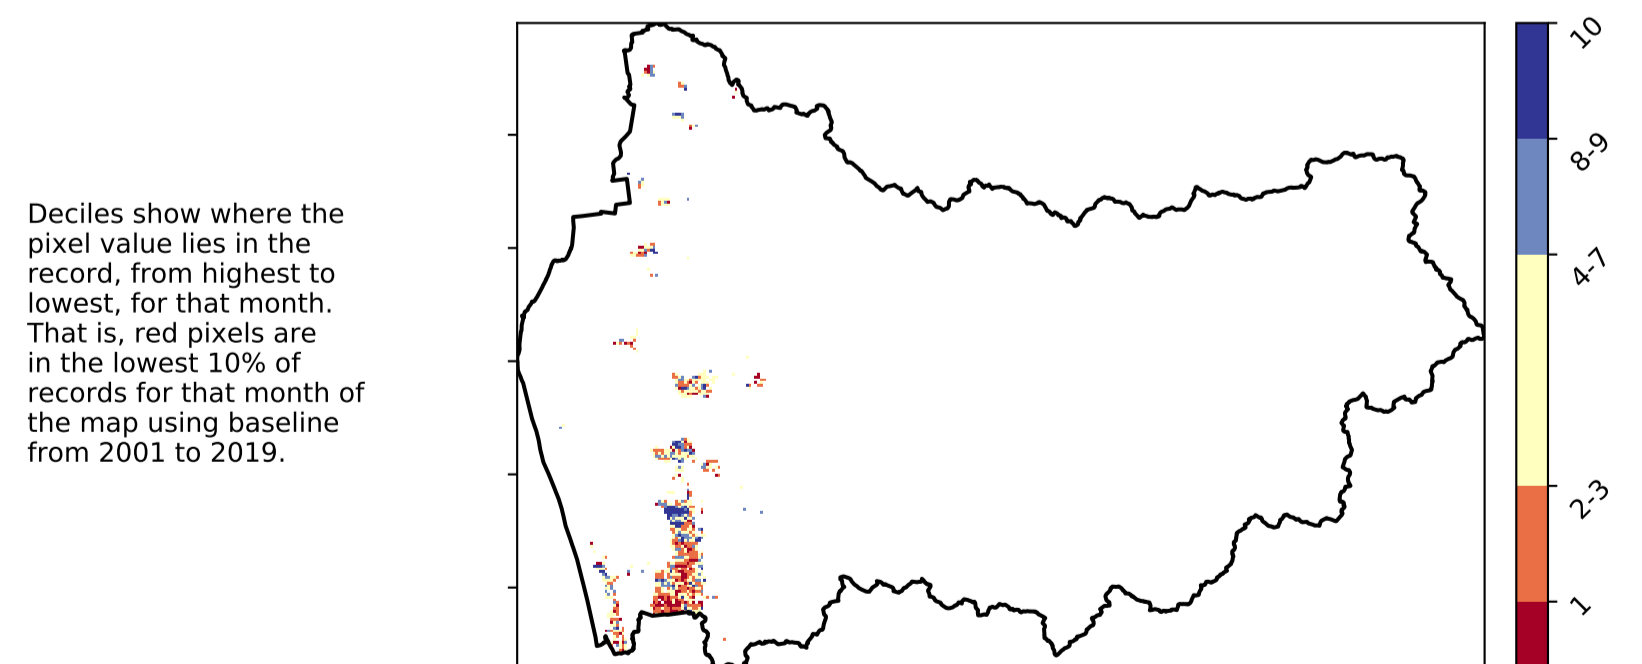 Deciles show where the
pixel value lies in the
record, from highest to
lowest, for that month.
That is, red pixels are
in the lowest 10% of
records for that month of
the map using baseline
from 2001 to 2019.
10
8-9
4-7
2-3
1